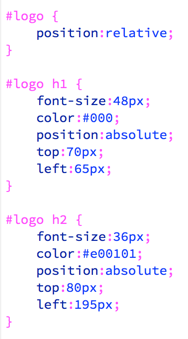 #logo {
    position:relative;
}

#logo h1 {
    font-size:48px;
    color:#000;
    position:absolute;
    top:70px;
    left:65px;
}

#logo h2 {
    font-size:36px;
    color:#e00101;
    position:absolute;
    top:80px;
    left:195px;
}